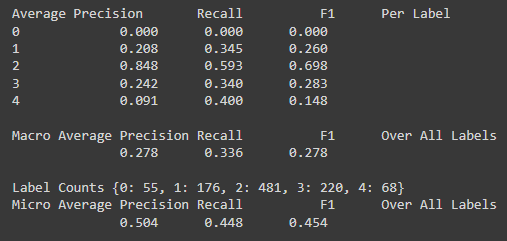 Average Precision Recall F1 Per Label
0 0.000 0.000 0.000
1 0.208 0.345 0.260
2 0.848 0.593 0.698
3 0.242 0.340 0.283
4 0.091 0.400 0.148
Macro Average Precision Recall F1 Over All Labels
0.278 0.336 0.278
Label Counts {0: 55, 1: 176, 2: 481, 3: 220, 4: 68}
Micro Average Precision Recall F1 Over All Labels
0.504 0.448 0.454